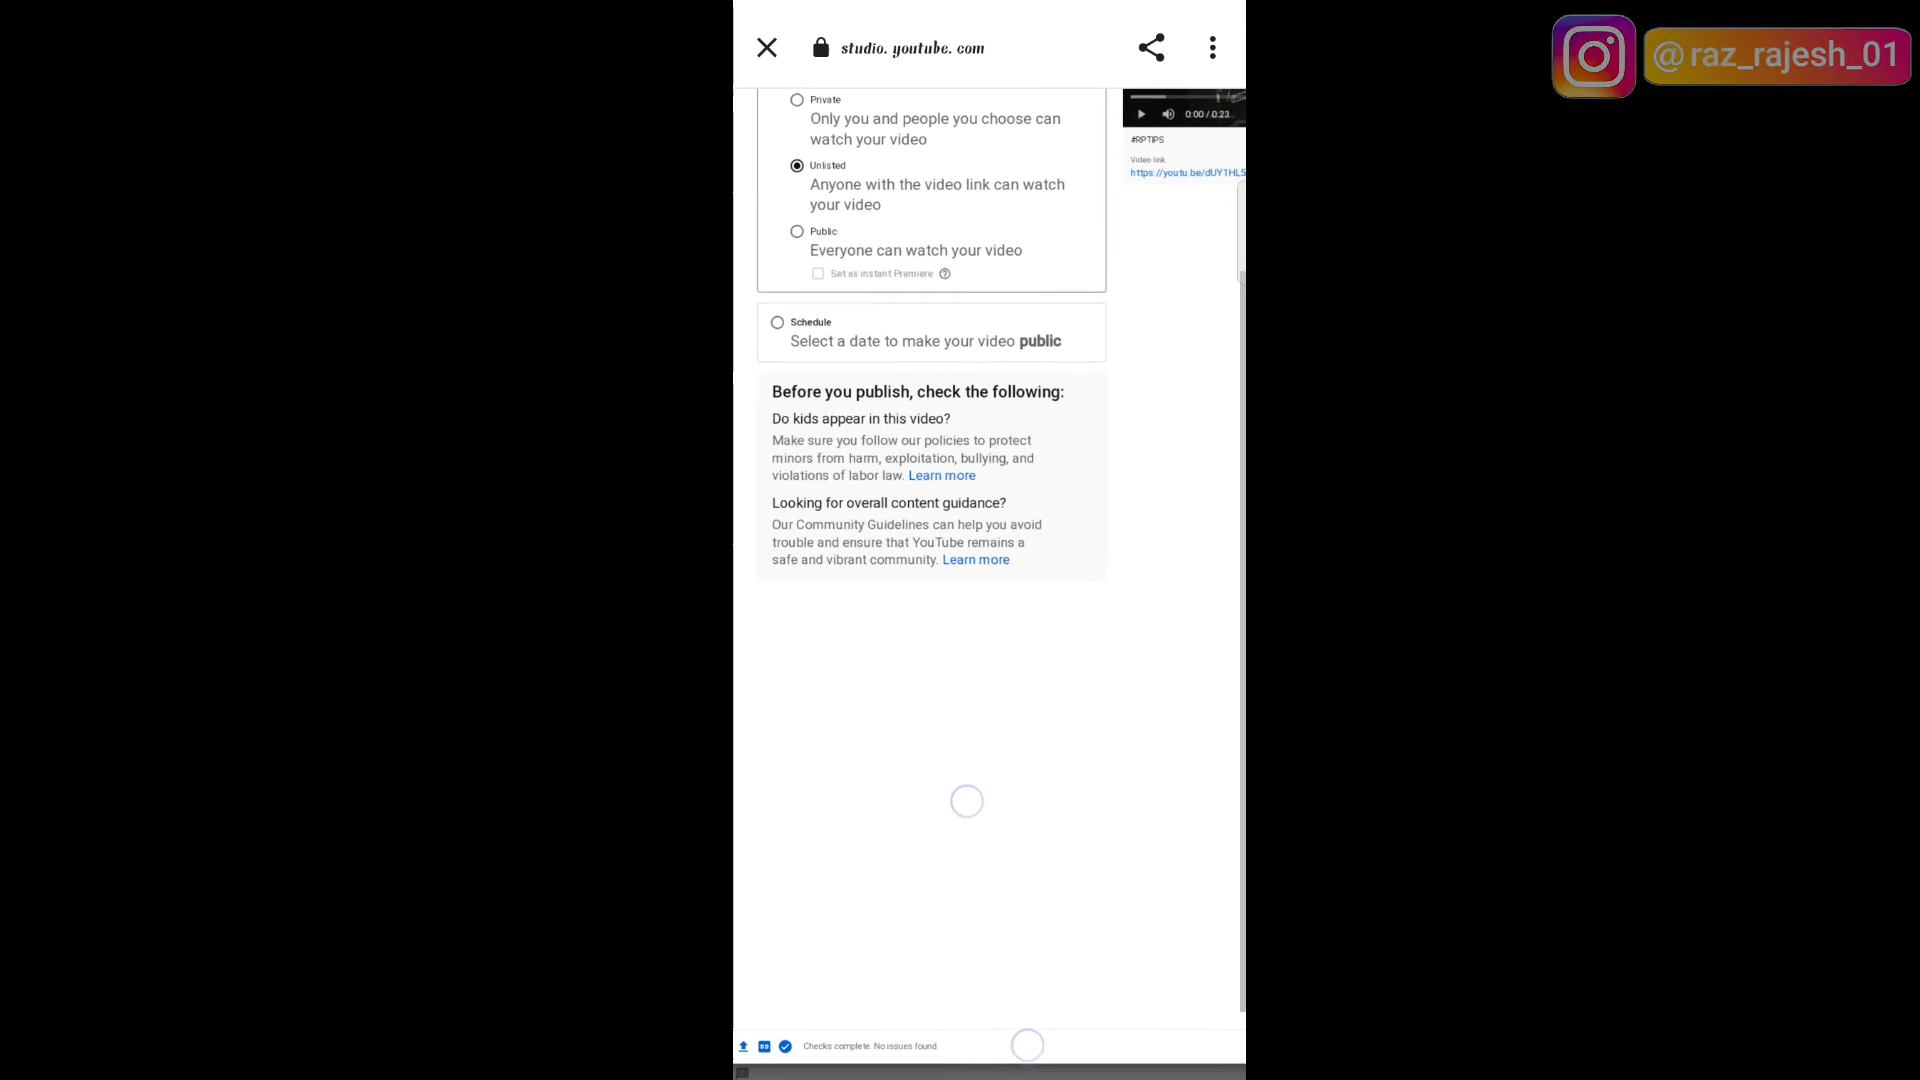 studio. youtube. com
@raz_rajesh_01
Private
Only you and people you choose can
watch your video
Unlisted
Anyone with the video link can watch
your video
Public
Everyone can watch your video
Set as instant Premiere
0:00 / 0:23
#RPTIPS
Video link
https://youtu.be/dUY1HL5
Schedule
Select a date to make your video public
Before you publish, check the following:
Do kids appear in this video?
Make sure you follow our policies to protect
minors from harm, exploitation, bullying, and
violations of labor law. Learn more
Looking for overall content guidance?
Our Community Guidelines can help you avoid
trouble and ensure that YouTube remains a
safe and vibrant community. Learn more
Checks complete. No issues found.